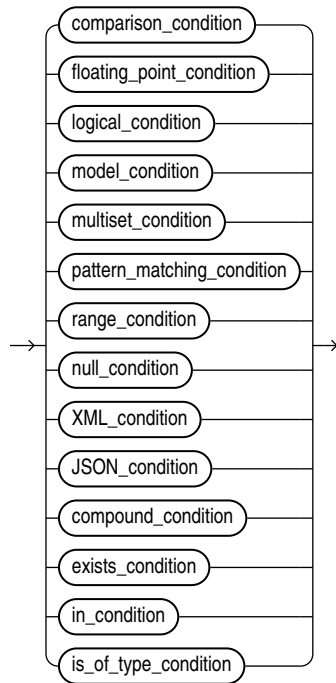 comparison_condition
floating_point_condition
logical_condition
model_condition
multiset_condition
pattern_matching_condition
range_condition
null_condition
XML_condition
JSON_condition
compound_condition
exists_condition
in_condition
is_of_type_condition